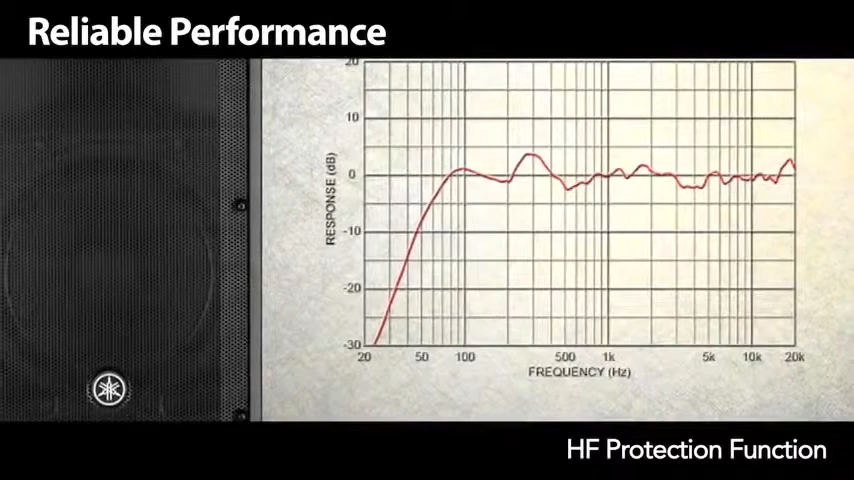 Reliable Performance
20
10
0
-10
-20
-30
RESPONSE (dB)
20 50 100 500 1k 5k 10k 20k
FREQUENCY (Hz)
HF Protection Function